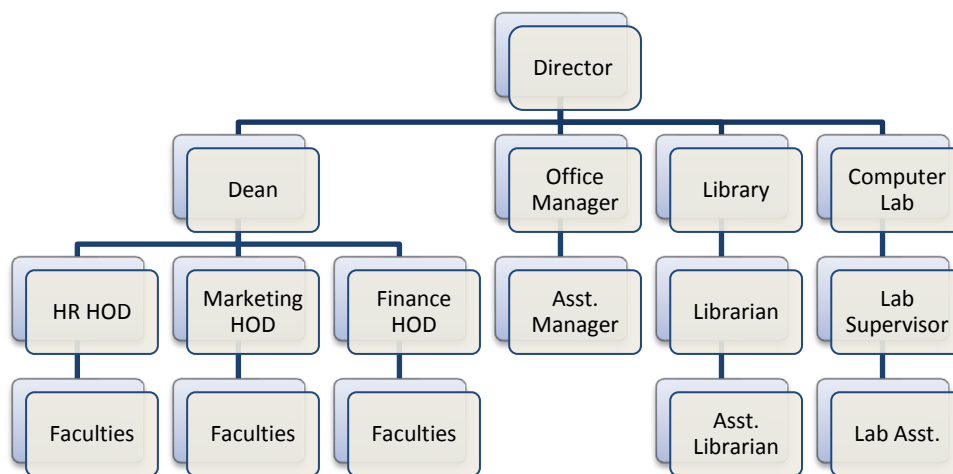 Director
Dean
Office
Manager
Library
Computer
Lab
HR HOD
Marketing
HOD
Finance
HOD
Asst.
Manager
Librarian
Lab
Supervisor
Faculties
Faculties
Faculties
Asst.
Librarian
Lab Asst.